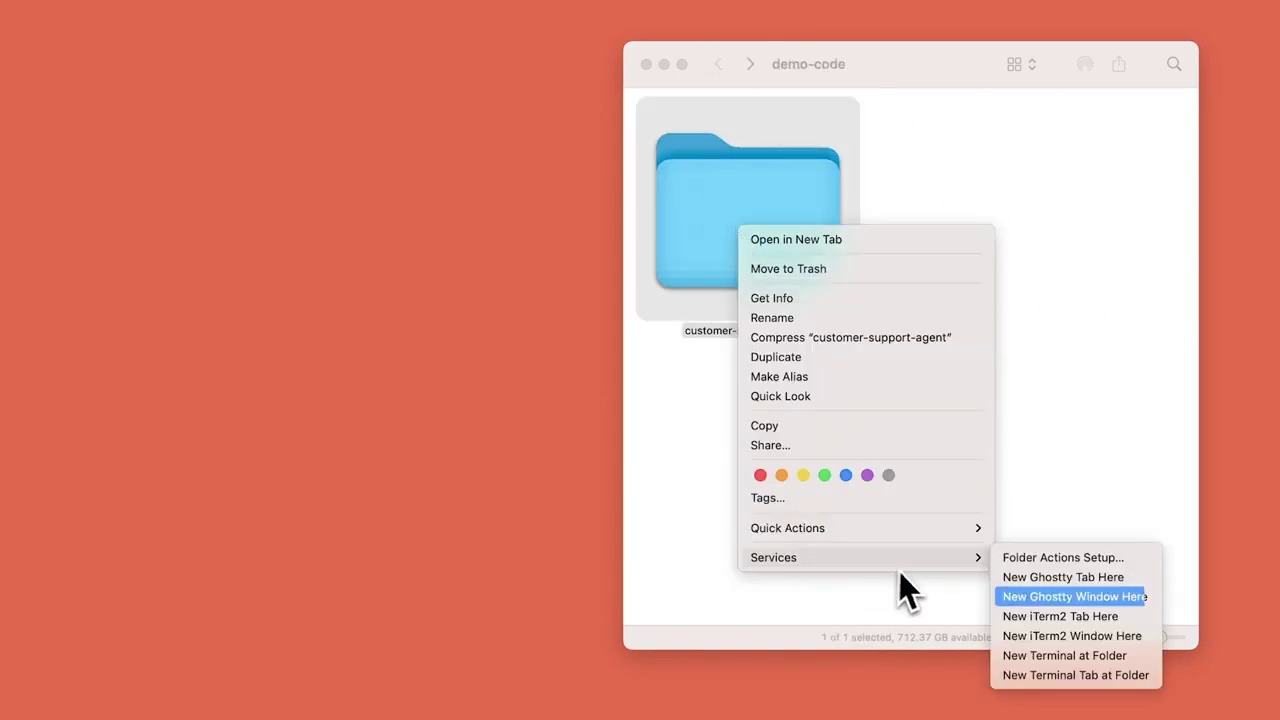 demo-code
Open in New Tab
Move to Trash
Get Info
Rename
customer-
Compress “customer-support-agent”
Duplicate
Make Alias
Quick Look
Copy
Share...
Tags...
Quick Actions
Services
Folder Actions Setup...
New Ghostty Tab Here
New Ghostty Window Here
New iTerm2 Tab Here
New iTerm2 Window Here
New Terminal at Folder
New Terminal Tab at Folder
1 of 1 selected, 712.37 GB available